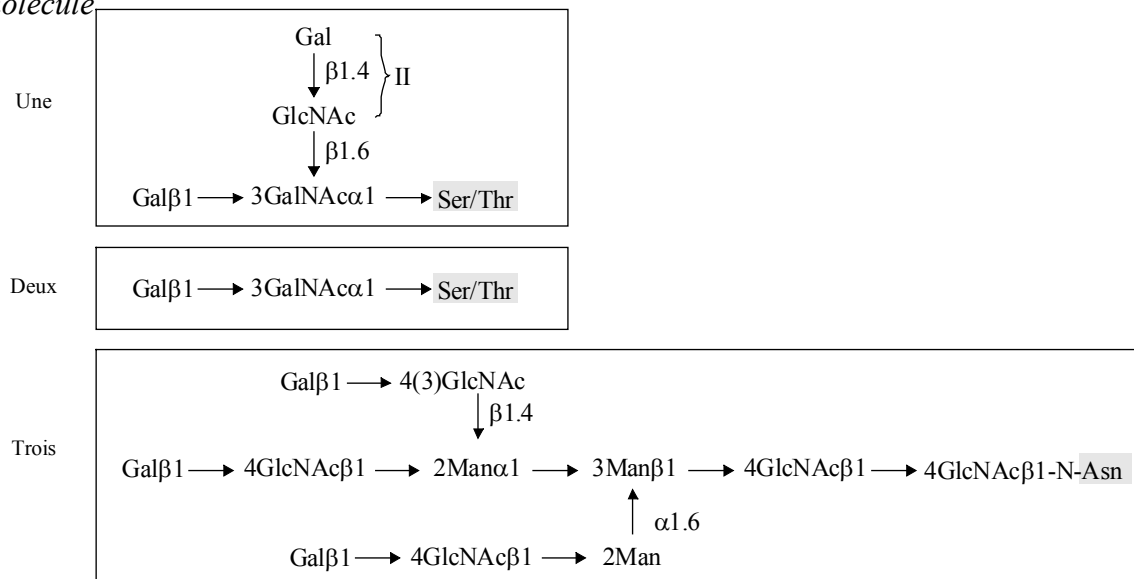 olécule
Gal
β1.4
II
Une
GlcNAc
β1.6
Galβ1 → 3GalNAcα1 → Ser/Thr
Deux
Galβ1 → 3GalNAcα1 → Ser/Thr
Galβ1 → 4(3)GlcNAc
β1.4
Trois
Galβ1 → 4GlcNAcβ1 → 2Manα1 → 3Manβ1 → 4GlcNAcβ1 → 4GlcNAcβ1-N-Asn
α1.6
Galβ1 → 4GlcNAcβ1 → 2Man